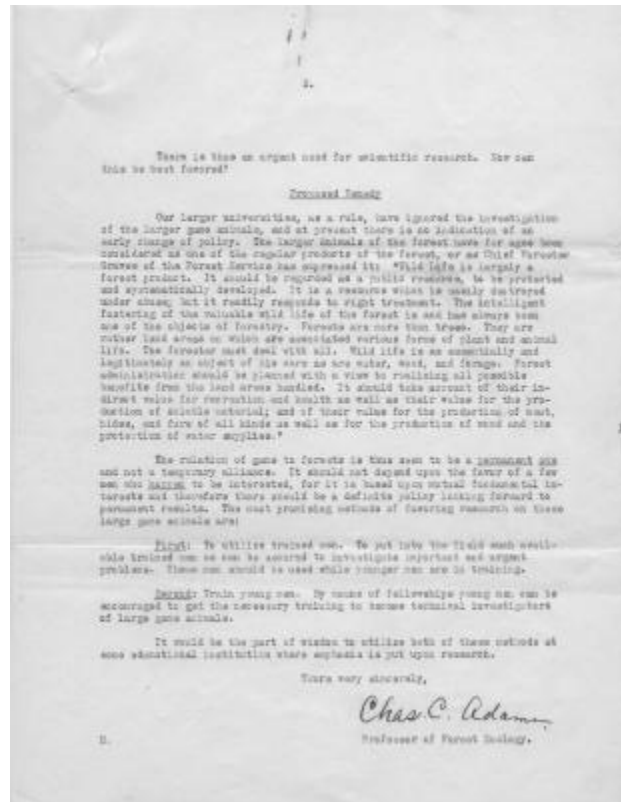 2.
There is thus an urgent need for scientific research. How can
this be best favored?
Proposed Remedy
Our larger universities, as a rule, have ignored the investigation
of the larger game animals, and at present there is no indication of an
early change of policy. The larger animals of the forest have for ages been
considered as one of the regular products of the forest, or as Chief Forester
Graves of the Forest Service has expressed it: "Wild life is largely a
forest product. It should be regarded as a public resource, to be protected
and systematically developed. It is a resource which is easily destroyed
under abuse, but it readily responds to right treatment. The intelligent
fostering of the valuable wild life of the forest is and has always been
one of the objects of forestry. Forests are more than trees. They are
rather land areas on which are associated various forms of plant and animal
life. The forester must deal with all. Wild life is as essentially and
legitimately an object of his care as are water, wood, and forage. Forest
administration should be planned with a view to realizing all possible
benefits from the land areas handled. It should take account of their in-
direct value for recreation and health as well as their value for the pro-
duction of salable material; and of their value for the production of meat,
hides, and furs of all kinds as well as for the production of wood and the
protection of water supplies."
The relation of game to forests is thus seen to be a permanent one
and not a temporary alliance. It should not depend upon the favor of a few
men who happen to be interested, for it is based upon mutual fundamental in-
terests and therefore there should be a definite policy looking forward to
permanent results. The most promising methods of favoring research on these
large game animals are:
First: To utilize trained men. To put into the field such avail-
able trained men as can be secured to investigate important and urgent
problems. These men should be used while younger men are in training.
Second: Train young men. By means of fellowships young men can be
encouraged to get the necessary training to become technical investigators
of large game animals.
It would be the part of wisdom to utilize both of these methods at
some educational institution where emphasis is put upon research.
Yours very sincerely,
Chas. C. Adams
Professor of Forest Zoology.